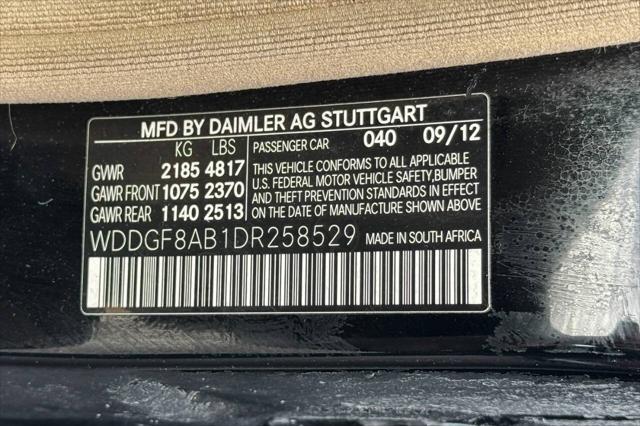 MFD BY DAIMLER AG STUTTGART
KG LBS PASSENGER CAR 040 09/12
GVWR 2185 4817
GAWR FRONT 1075 2370
GAWR REAR 1140 2513
THIS VEHICLE CONFORMS TO ALL APPLICABLE
U.S. FEDERAL MOTOR VEHICLE SAFETY,BUMPER
AND THEFT PREVENTION STANDARDS IN EFFECT
ON THE DATE OF MANUFACTURE SHOWN ABOVE
WDDGF8AB1DR258529 MADE IN SOUTH AFRICA